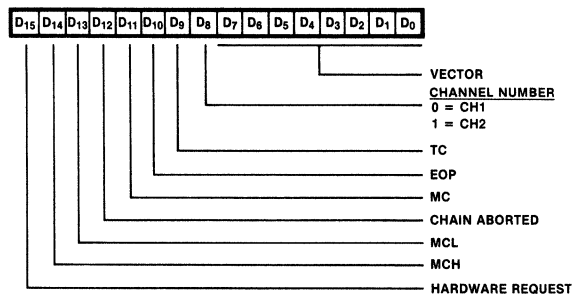 D15 D14 D13 D12 D11 D10 D9 D8 D7 D6 D5 D4 D3 D2 D1 D0
VECTOR
CHANNEL NUMBER
0 = CH1
1 = CH2
TC
EOP
MC
CHAIN ABORTED
MCL
MCH
HARDWARE REQUEST